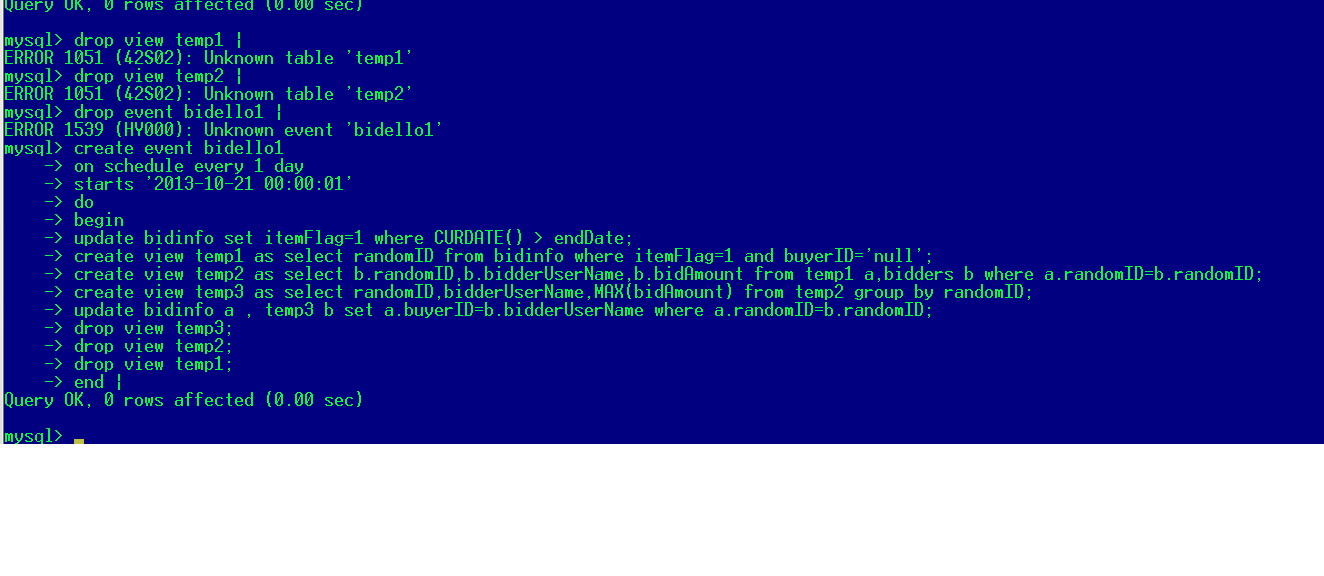 Query OK, 0 rows affected (0.00 sec)
mysql> drop view temp1 |
ERROR 1051 (42S02): Unknown table 'temp1'
mysql> drop view temp2 |
ERROR 1051 (42S02): Unknown table 'temp2'
mysql> drop event bidello1 |
ERROR 1539 (HY000): Unknown event 'bidello1'
mysql> create event bidello1
    -> on schedule every 1 day
    -> starts '2013-10-21 00:00:01'
    -> do
    -> begin
    -> update bidinfo set itemFlag=1 where CURDATE() > endDate;
    -> create view temp1 as select randomID from bidinfo where itemFlag=1 and buyerID='null';
    -> create view temp2 as select b.randomID,b.bidderUserName,b.bidAmount from temp1 a,bidders b where a.randomID=b.randomID;
    -> create view temp3 as select randomID,bidderUserName,MAX(bidAmount) from temp2 group by randomID;
    -> update bidinfo a , temp3 b set a.buyerID=b.bidderUserName where a.randomID=b.randomID;
    -> drop view temp3;
    -> drop view temp2;
    -> drop view temp1;
    -> end |
Query OK, 0 rows affected (0.00 sec)
mysql>